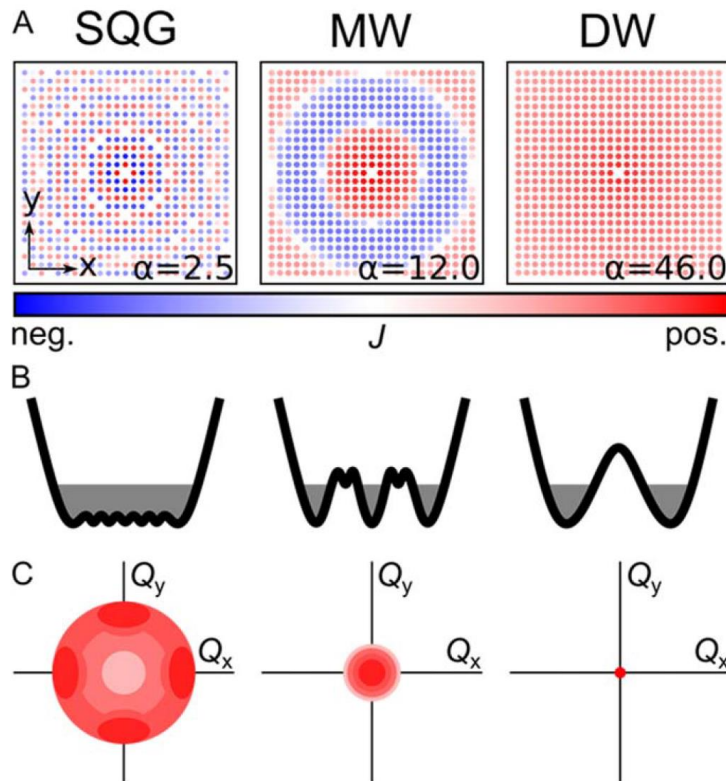 A SQG MW DW
y
x α=2.5 α=12.0 α=46.0
neg. J pos.
B
C Qy Qy Qy
Qx Qx Qx